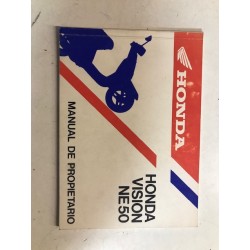 HONDA
HONDA
VISION
NE50
MANUAL DE PROPIETARIO